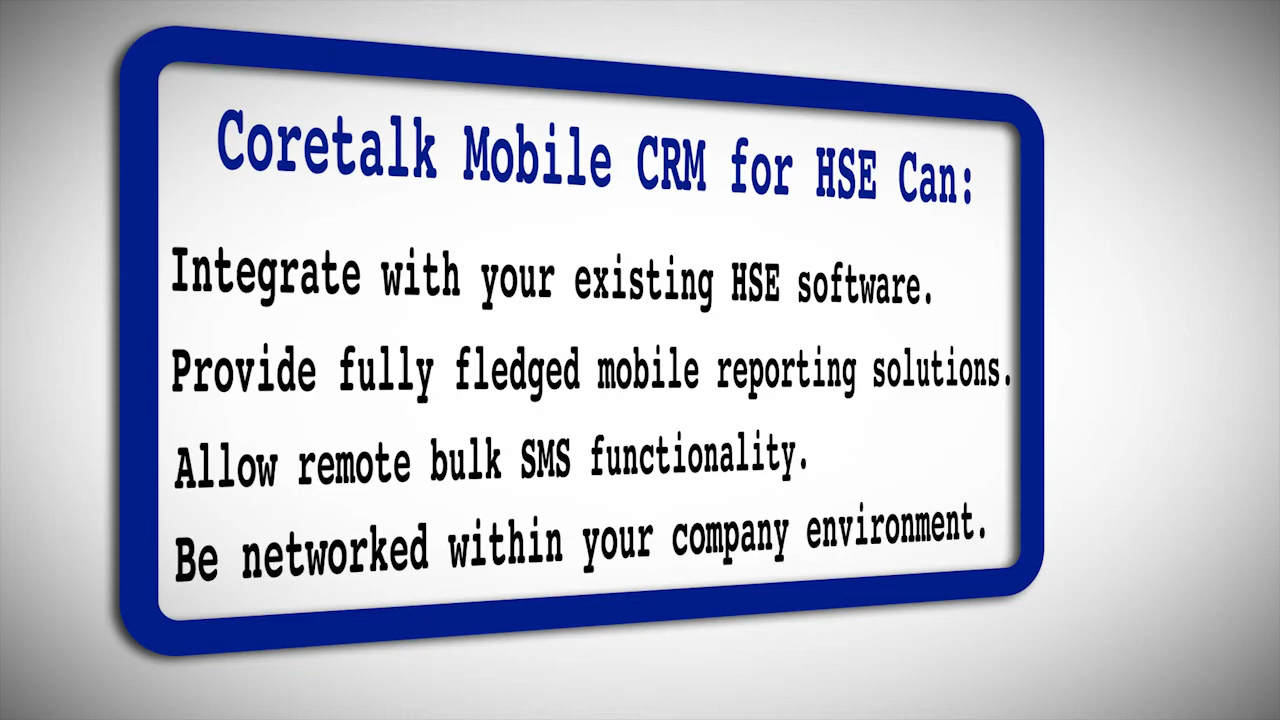 Coretalk Mobile CRM for HSE Can:
Integrate with your existing HSE software.
Provide fully fledged mobile reporting solutions.
Allow remote bulk SMS functionality.
Be networked within your company environment.